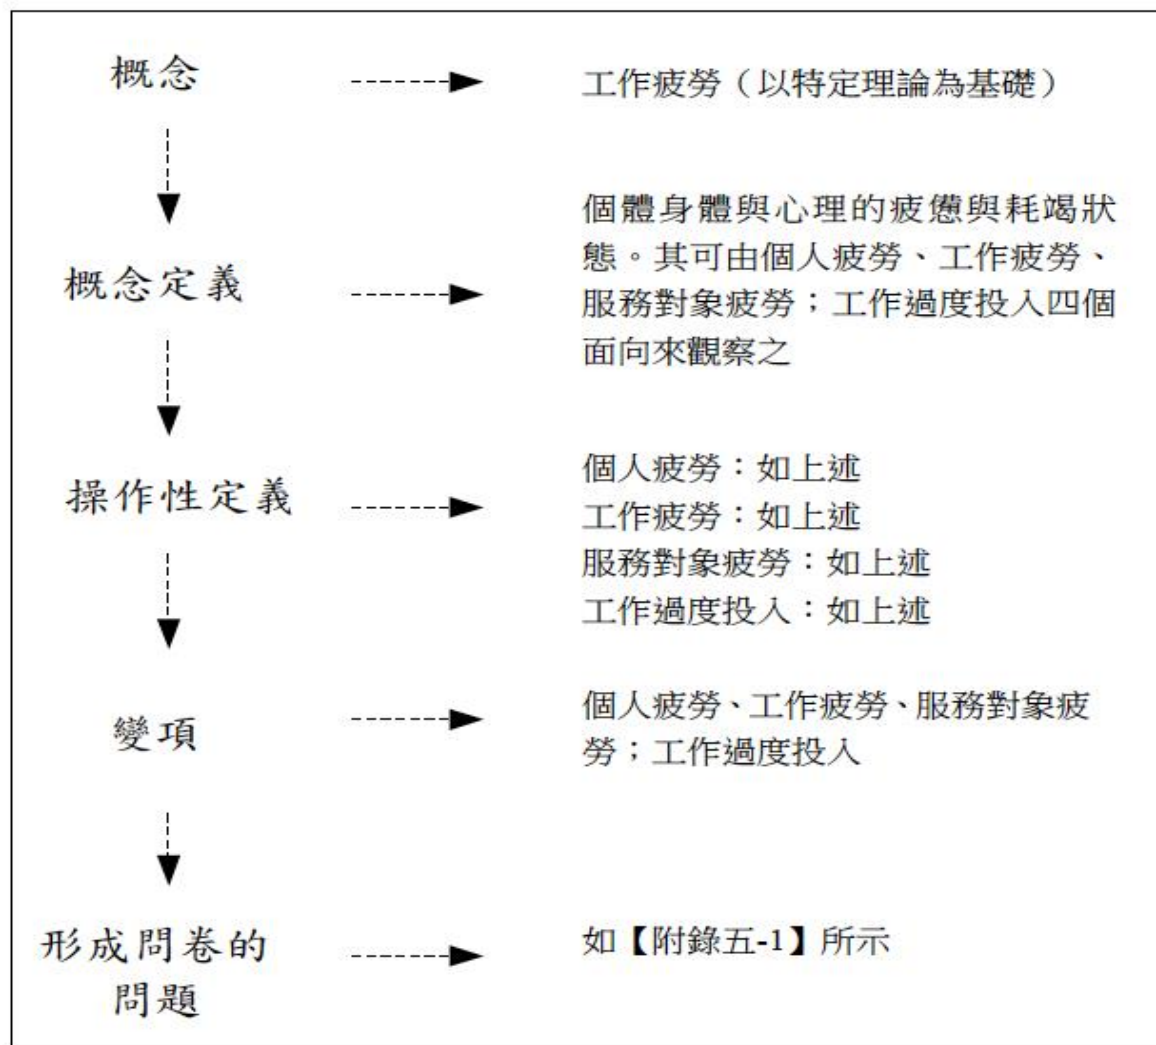 概念
工作疲勞（以特定理論為基礎）
概念定義
個體身體與心理的疲憊與耗竭狀
態。其可由個人疲勞、工作疲勞、
服務對象疲勞；工作過度投入四個
面向來觀察之
操作性定義
個人疲勞：如上述
工作疲勞：如上述
服務對象疲勞：如上述
工作過度投入：如上述
變項
個人疲勞、工作疲勞、服務對象疲
勞；工作過度投入
形成問卷的
問題
如【附錄五-1】所示